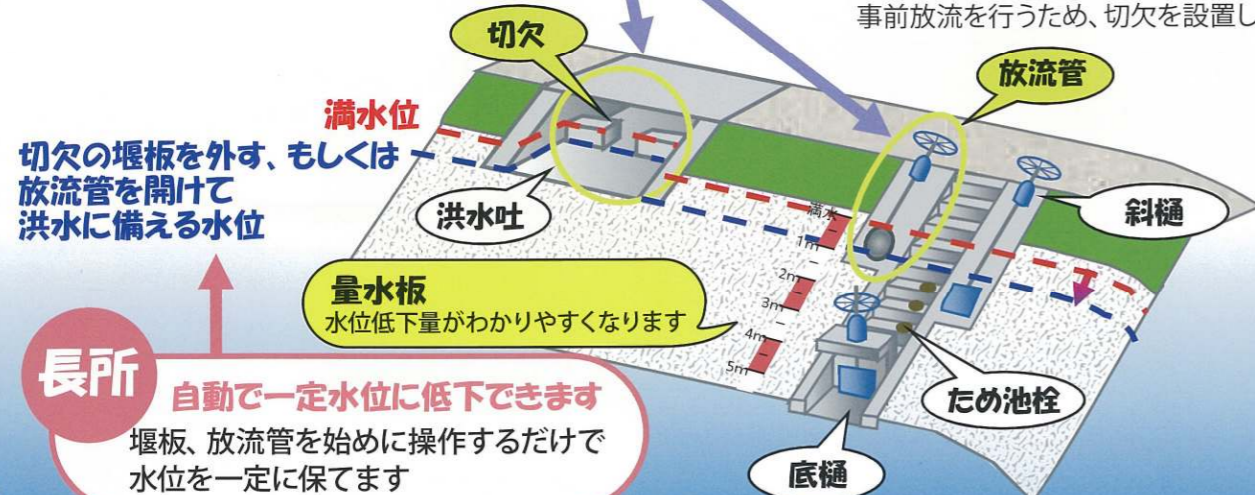 事前放流を行うため、切欠を設置し
切欠
放流管
満水位
切欠の堰板を外す、もしくは
放流管を開けて
洪水に備える水位
洪水吐
斜樋
満水
1m
2m
3m
4m
5m
量水板
水位低下量がわかりやすくなります
長所
自動で一定水位に低下できます
堰板、放流管を始めに操作するだけで
水位を一定に保てます
ため池栓
底樋